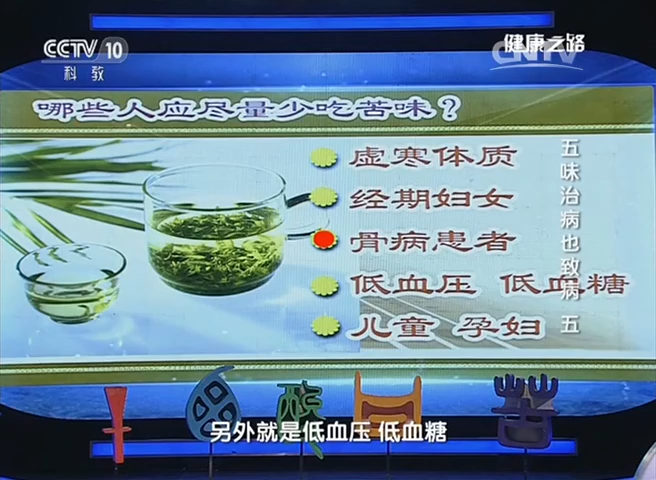 CCTV 10
科教
健康之路
CNTV
哪些人应尽量少吃苦味？
虚寒体质
经期妇女
骨病患者
低血压 低血糖
儿童 孕妇
五味治病也致病 五
酸
另外就是低血压 低血糖